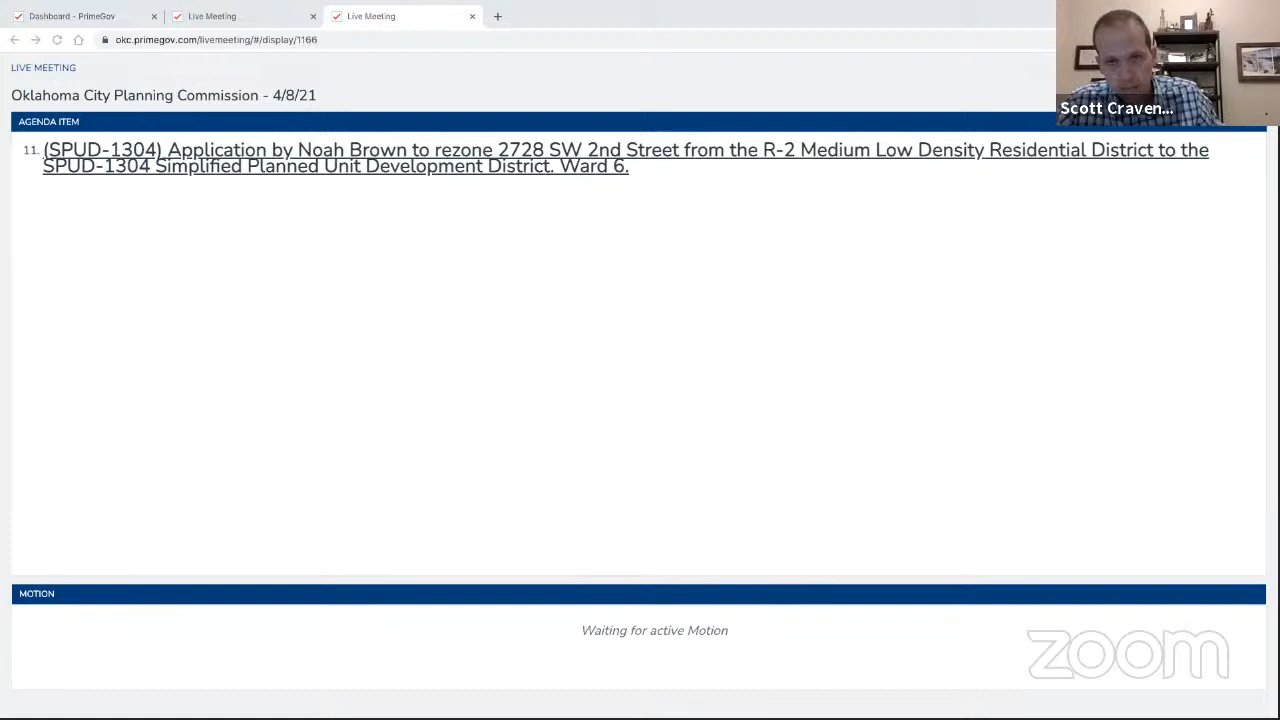 Dashboard - PrimeGov
Live Meeting
Live Meeting
okc.primegov.com/livemeeting/#/display/1166
LIVE MEETING
Oklahoma City Planning Commission - 4/8/21
Scott Craven...
AGENDA ITEM
11. (SPUD-1304) Application by Noah Brown to rezone 2728 SW 2nd Street from the R-2 Medium Low Density Residential District to the
SPUD-1304 Simplified Planned Unit Development District. Ward 6.
MOTION
Waiting for active Motion
zoom